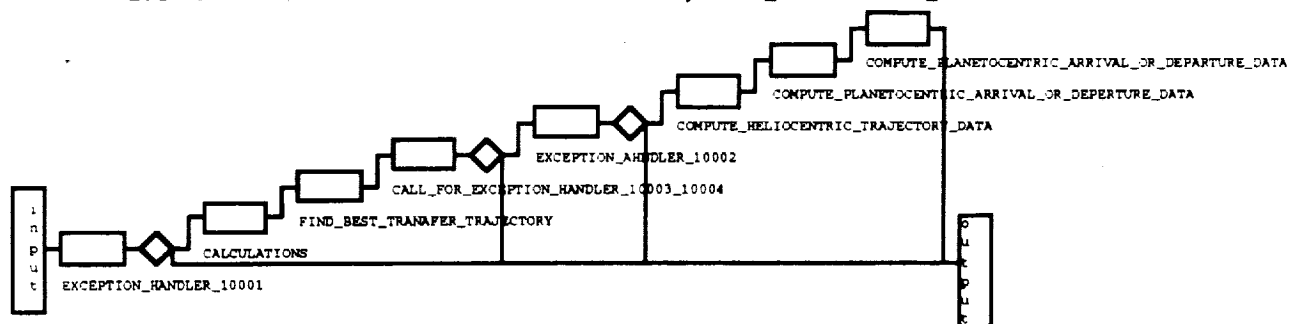 COMPUTE_PLANETOCENTRIC_ARRIVAL_OR_DEPARTURE_DATA
COMPUTE_PLANETOCENTRIC_ARRIVAL_OR_DEPERTURE_DATA
COMPUTE_HELIOCENTRIC_TRAJECTORY_DATA
EXCEPTION_AHNDLER_10002
CALL_FOR_EXCEPTION_HANDLER_10003_10004
FIND_BEST_TRANAFER_TRAJECTORY
CALCULATIONS
EXCEPTION_HANDLER_10001
input
output